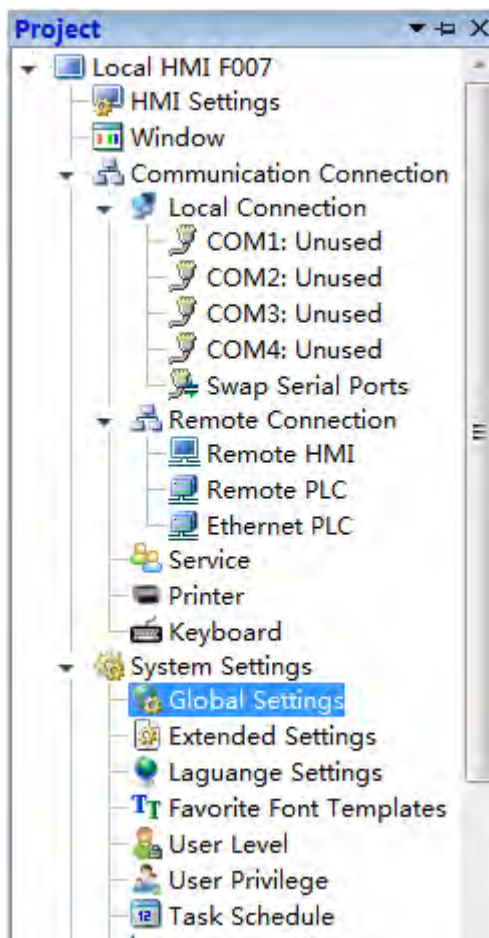 Project
Local HMI F007
HMI Settings
Window
Communication Connection
Local Connection
COM1: Unused
COM2: Unused
COM3: Unused
COM4: Unused
Swap Serial Ports
Remote Connection
Remote HMI
Remote PLC
Ethernet PLC
Service
Printer
Keyboard
System Settings
Global Settings
Extended Settings
Laguange Settings
TT Favorite Font Templates
User Level
User Privilege
12 Task Schedule